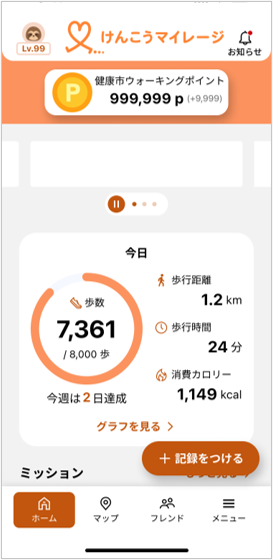 Lv.99
けんこうマイレージ
お知らせ
P
健康市ウォーキングポイント
999,999 p (+9,999)
今日
歩数
7,361
/ 8,000 歩
今週は2日達成
歩行距離
1.2 km
歩行時間
24 分
消費カロリー
1,149 kcal
グラフを見る
+ 記録をつける
ミッション
ホーム
マップ
フレンド
メニュー